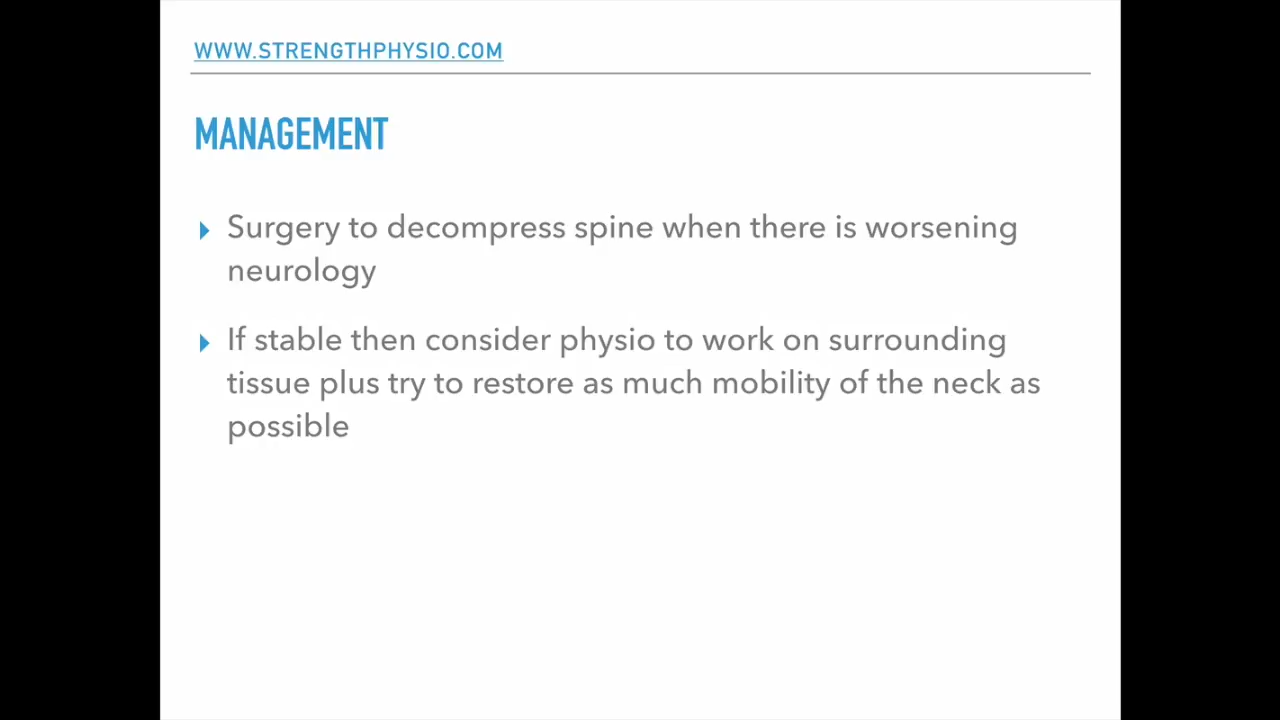 WWW.STRENGTHPHYSIO.COM
MANAGEMENT
Surgery to decompress spine when there is worsening
neurology
If stable then consider physio to work on surrounding
tissue plus try to restore as much mobility of the neck as
possible